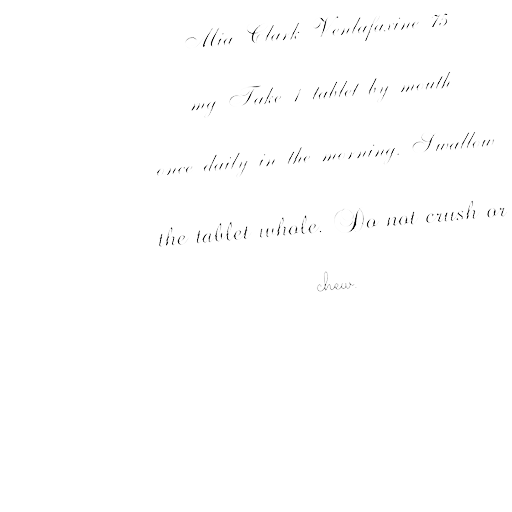 Mia Clark Venlafaxine 75
mg Take 1 tablet by mouth
once daily in the morning. Swallow
the tablet whole. Do not crush or
chew.